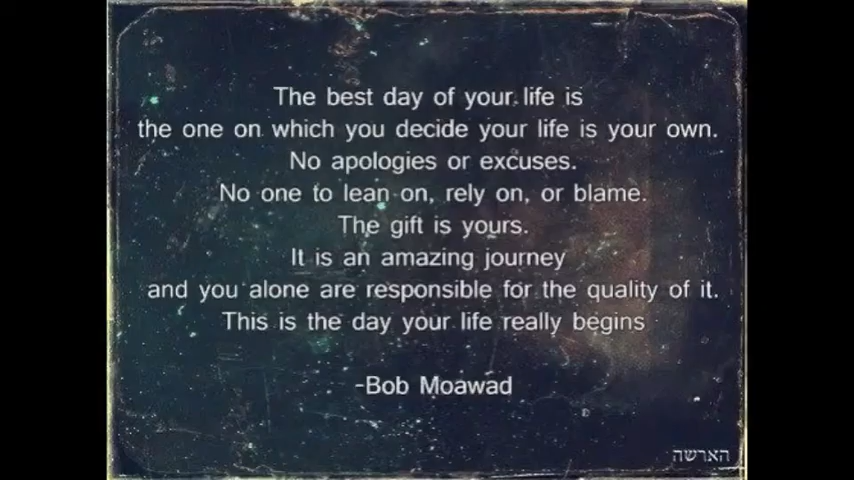 The best day of your life is
the one on which you decide your life is your own.
No apologies or excuses.
No one to lean on, rely on, or blame.
The gift is yours.
It is an amazing journey
and you alone are responsible for the quality of it.
This is the day your life really begins
-Bob Moawad
הארשה